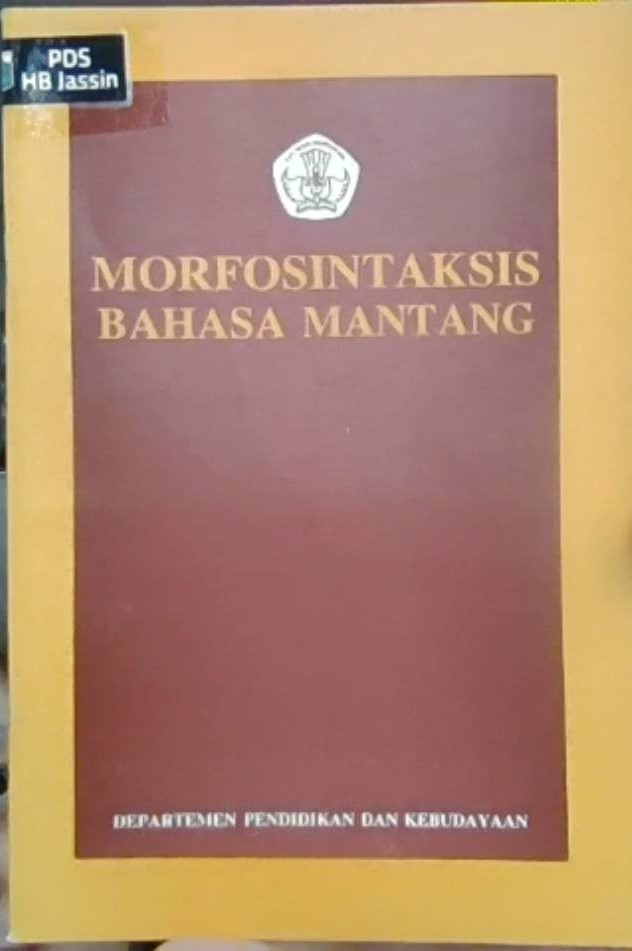 PDS
HB Jassin
MORFOSINTAKSIS
BAHASA MANTANG
DEPARTEMEN PENDIDIKAN DAN KEBUDAYAAN